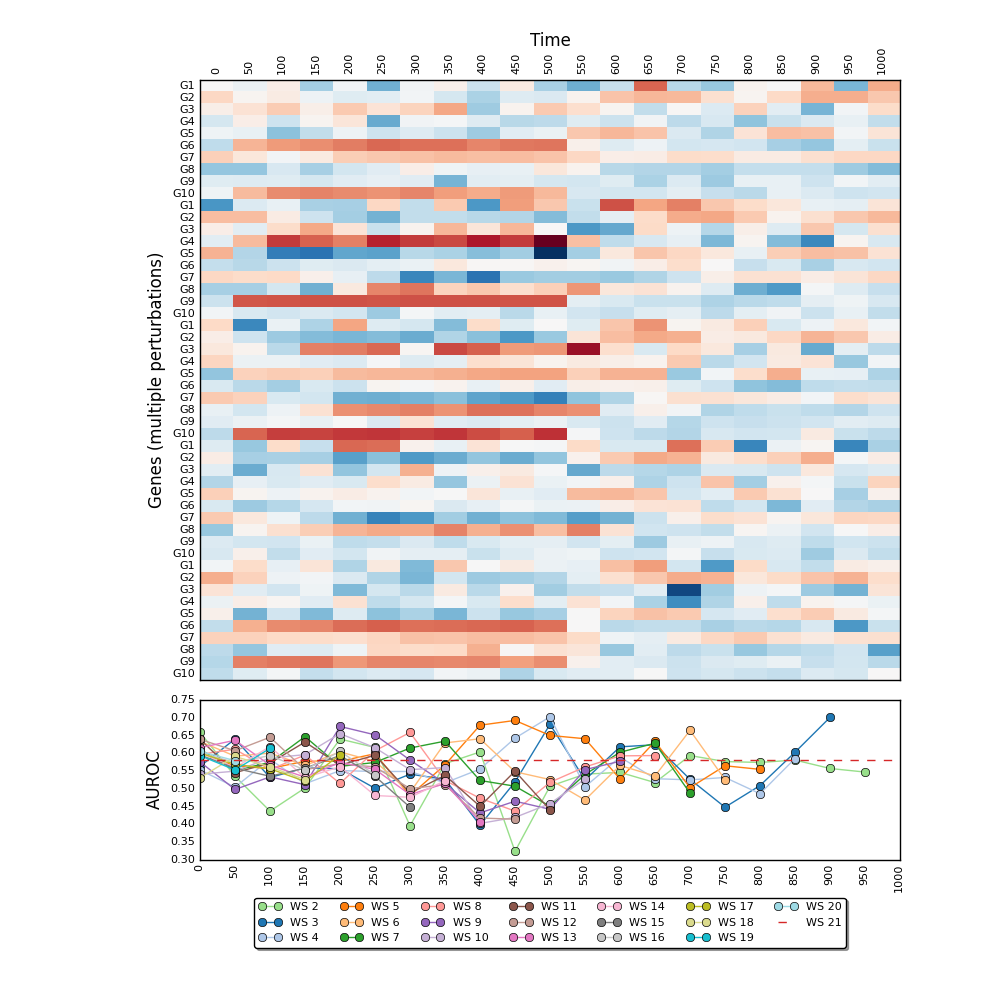 Time
0 50 100 150 200 250 300 350 400 450 500 550 600 650 700 750 800 850 900 950 1000
Genes (multiple perturbations)
G1
G2
G3
G4
G5
G6
G7
G8
G9
G10
G1
G2
G3
G4
G5
G6
G7
G8
G9
G10
G1
G2
G3
G4
G5
G6
G7
G8
G9
G10
G1
G2
G3
G4
G5
G6
G7
G8
G9
G10
G1
G2
G3
G4
G5
G6
G7
G8
G9
G10
AUROC
0.75
0.70
0.65
0.60
0.55
0.50
0.45
0.40
0.35
0.30
0 50 100 150 200 250 300 350 400 450 500 550 600 650 700 750 800 850 900 950 1000
WS 2 WS 5 WS 8 WS 11 WS 14 WS 17 WS 20
WS 3 WS 6 WS 9 WS 12 WS 15 WS 18 WS 21
WS 4 WS 7 WS 10 WS 13 WS 16 WS 19